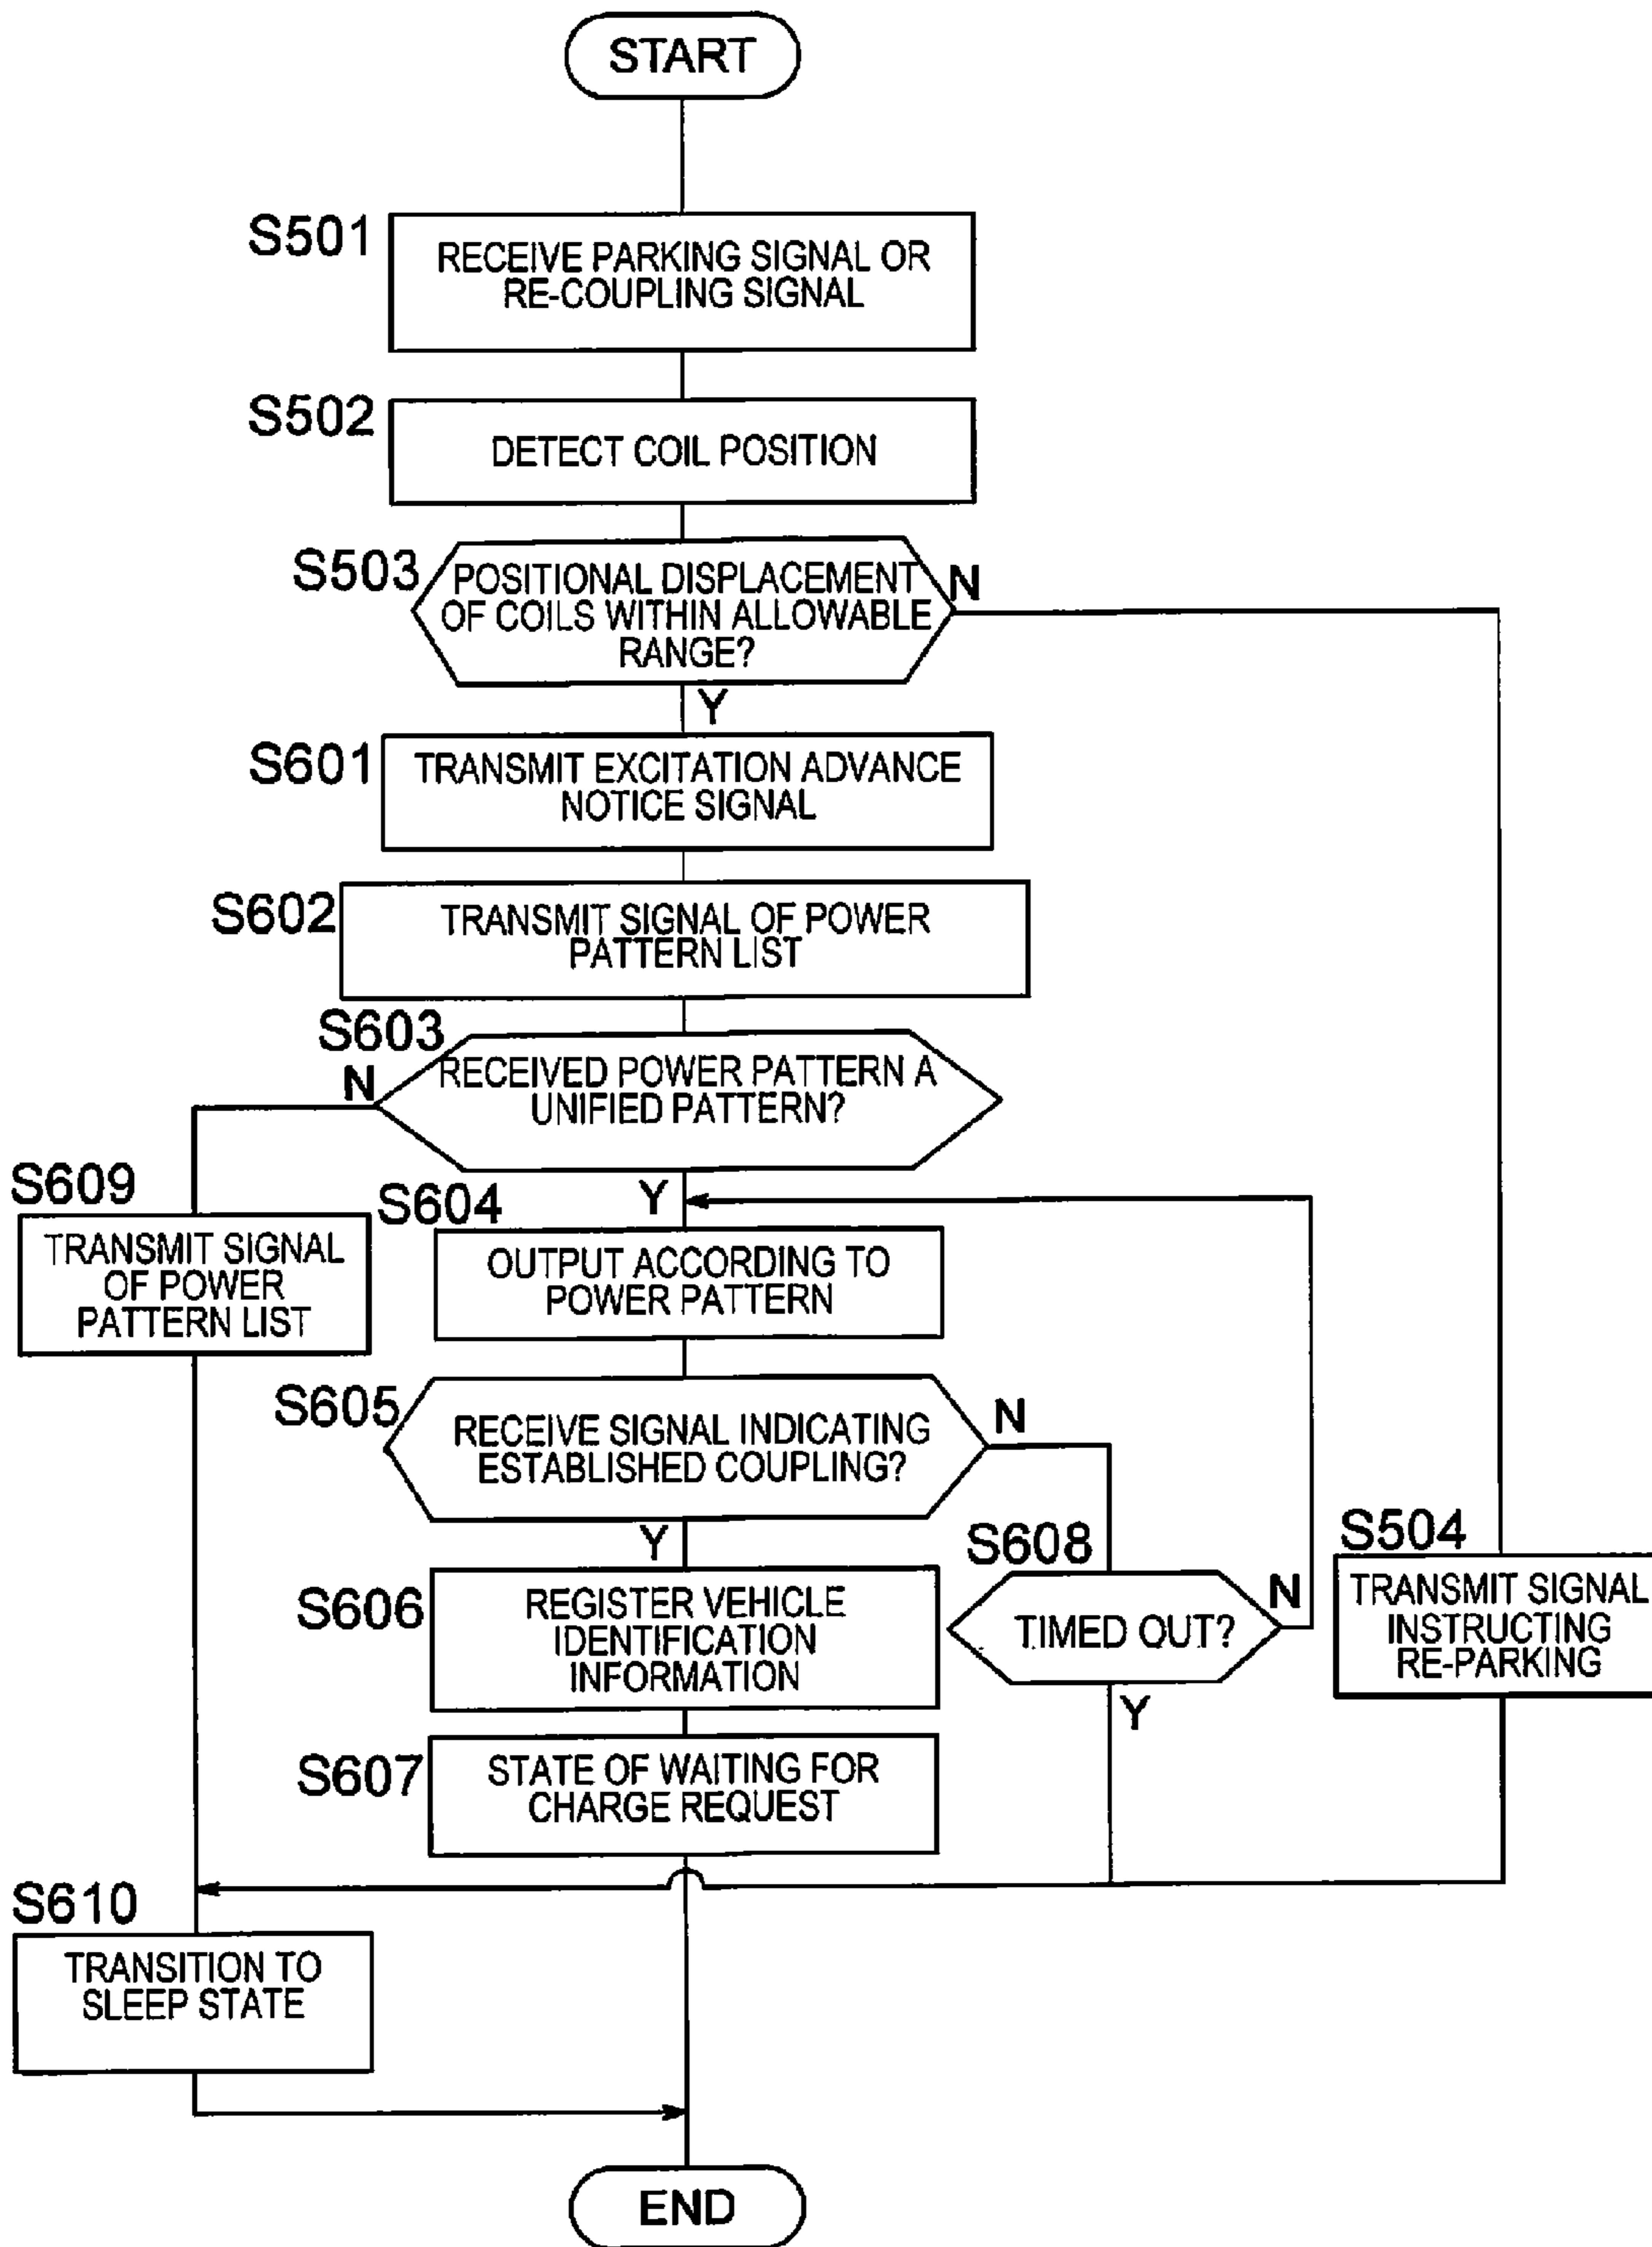 START
S501
RECEIVE PARKING SIGNAL OR
RE-COUPLING SIGNAL
S502
DETECT COIL POSITION
S503
POSITIONAL DISPLACEMENT
OF COILS WITHIN ALLOWABLE
RANGE?
N
Y
S601
TRANSMIT EXCITATION ADVANCE
NOTICE SIGNAL
S602
TRANSMIT SIGNAL OF POWER
PATTERN LIST
S603
RECEIVED POWER PATTERN A
UNIFIED PATTERN?
N
Y
S609
TRANSMIT SIGNAL
OF POWER
PATTERN LIST
S604
OUTPUT ACCORDING TO
POWER PATTERN
S605
RECEIVE SIGNAL INDICATING
ESTABLISHED COUPLING?
N
Y
S608
TIMED OUT?
N
Y
S504
TRANSMIT SIGNAL
INSTRUCTING
RE-PARKING
S606
REGISTER VEHICLE
IDENTIFICATION
INFORMATION
S607
STATE OF WAITING FOR
CHARGE REQUEST
S610
TRANSITION TO
SLEEP STATE
END